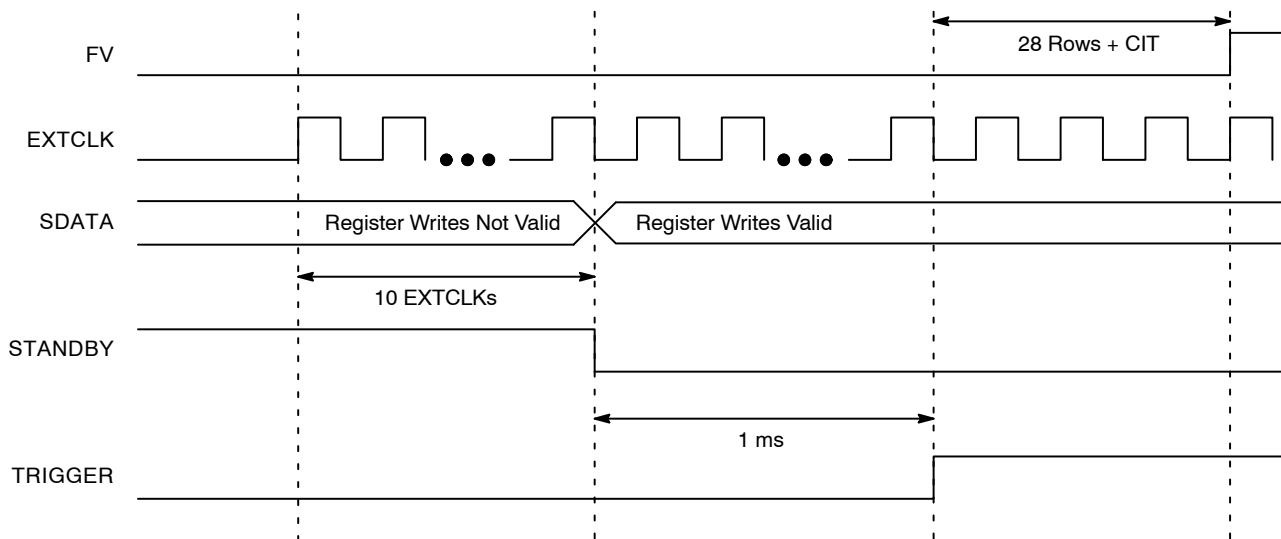 28 Rows + CIT
FV
EXTCLK
SDATA
Register Writes Not Valid
Register Writes Valid
10 EXTCLKs
STANDBY
1 ms
TRIGGER